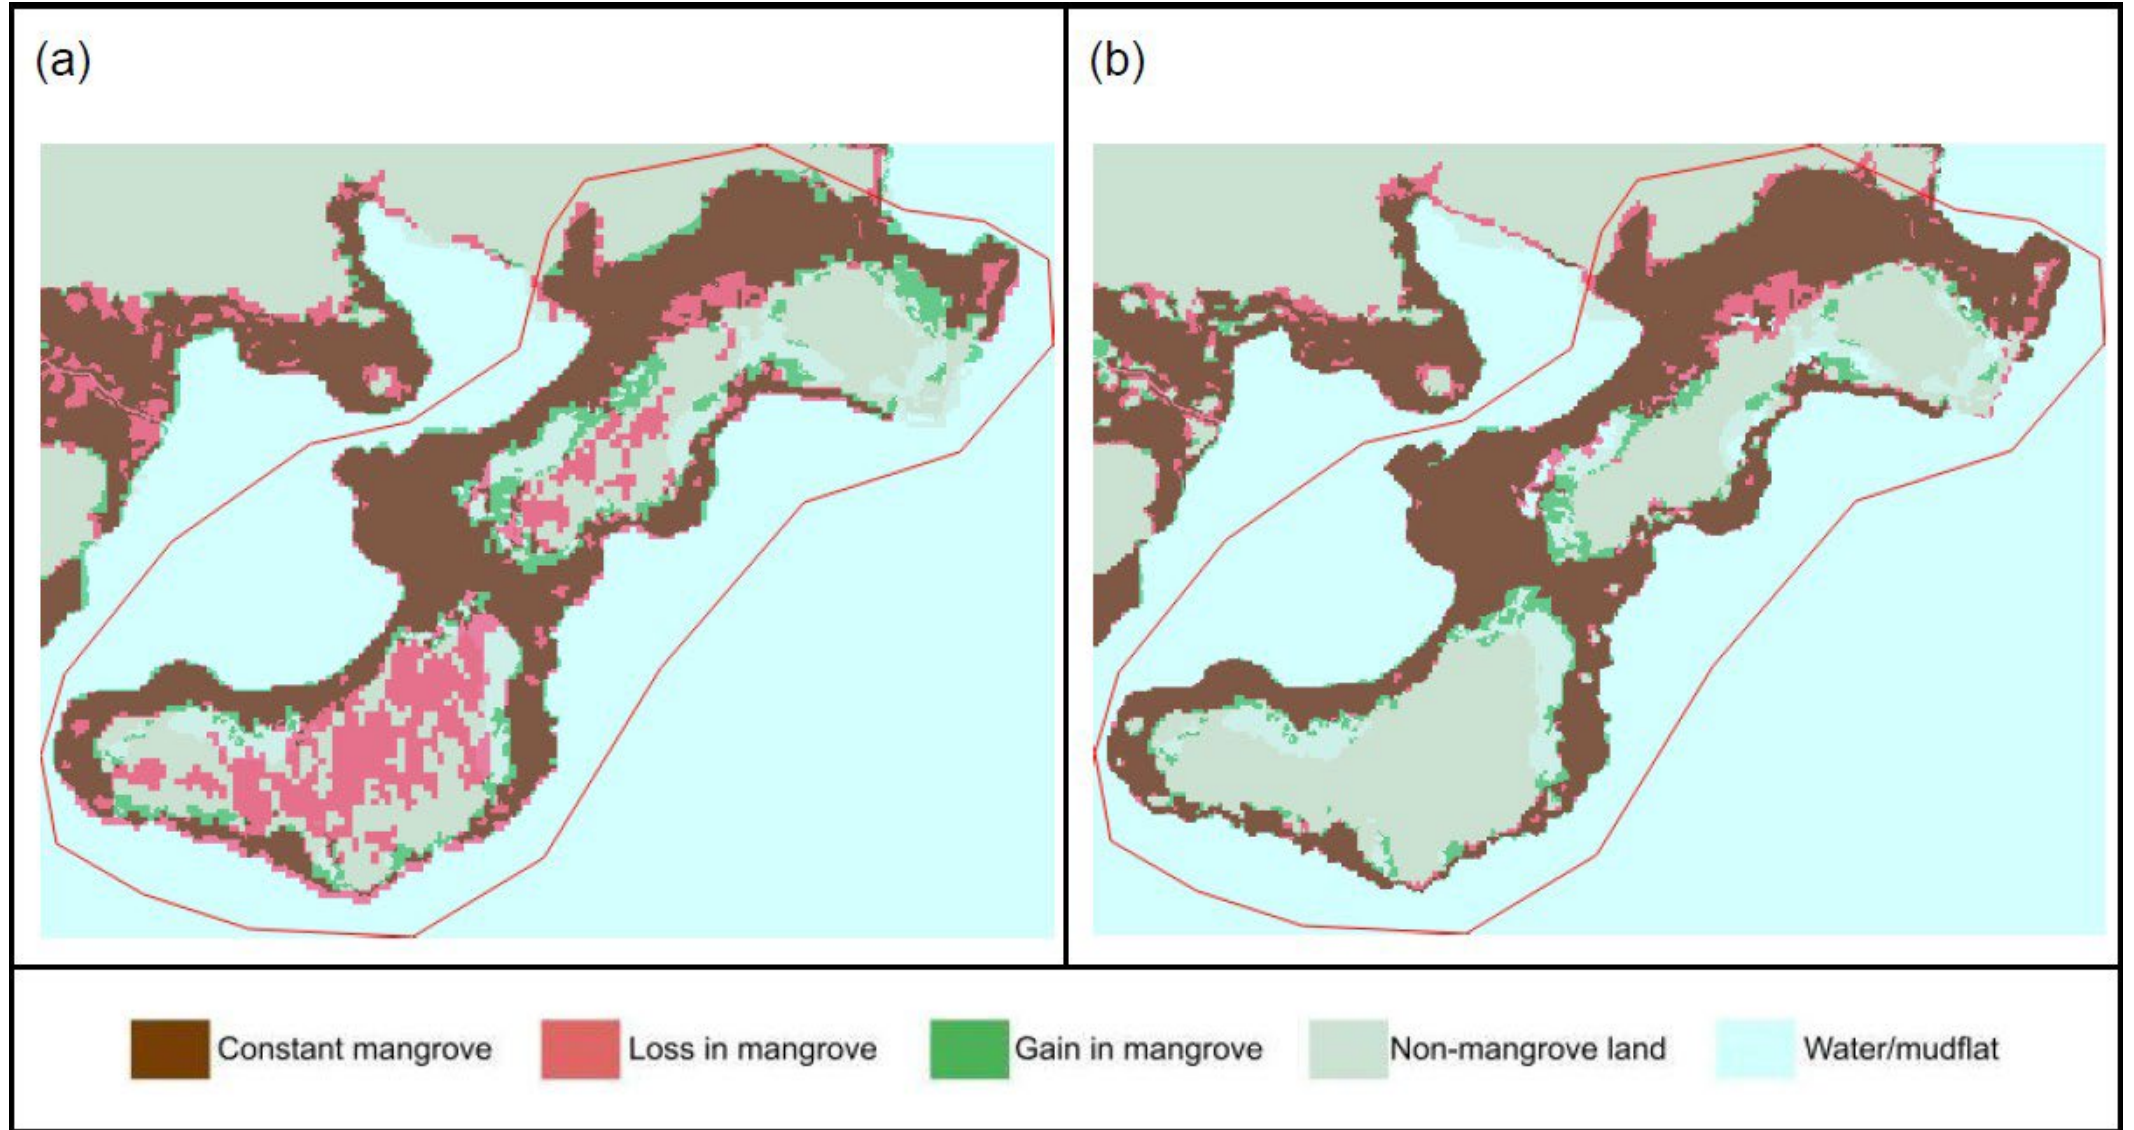 (a)
(b)
Constant mangrove
Loss in mangrove
Gain in mangrove
Non-mangrove land
Water/mudflat